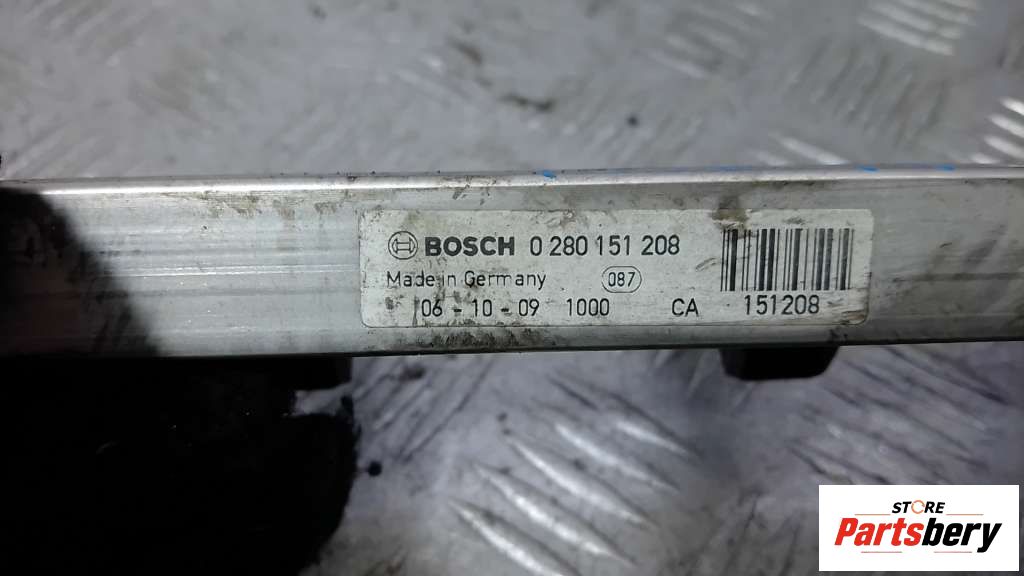 BOSCH 0 280 151 208
Made in Germany 087
06 - 10 - 09 1000 CA 151208
STORE
Partsbery